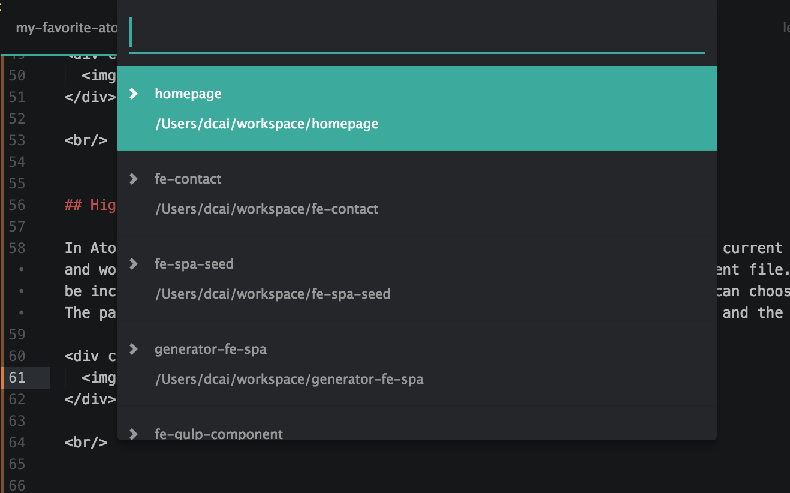 my-favorite-ato
homepage
/Users/dcai/workspace/homepage
fe-contact
/Users/dcai/workspace/fe-contact
fe-spa-seed
/Users/dcai/workspace/fe-spa-seed
generator-fe-spa
/Users/dcai/workspace/generator-fe-spa
fe-gulp-component
50 <img
51 </div>
52
53 <br/>
54
55
56 ## Hig
57
58 In Ato current
• and wo ent file.
• be inc can choos
• The pa and the
59
60 <div c
61 <img
62 </div>
63
64 <br/>
65
66